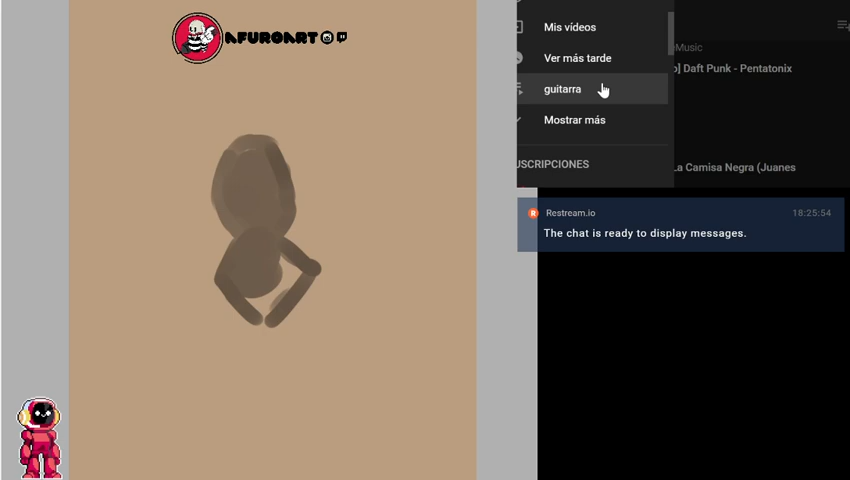 AFUROART
Mis vídeos
Ver más tarde
guitarra
Mostrar más
USCRIPCIONES
Music
] Daft Punk - Pentatonix
La Camisa Negra (Juanes
Restream.io
18:25:54
The chat is ready to display messages.